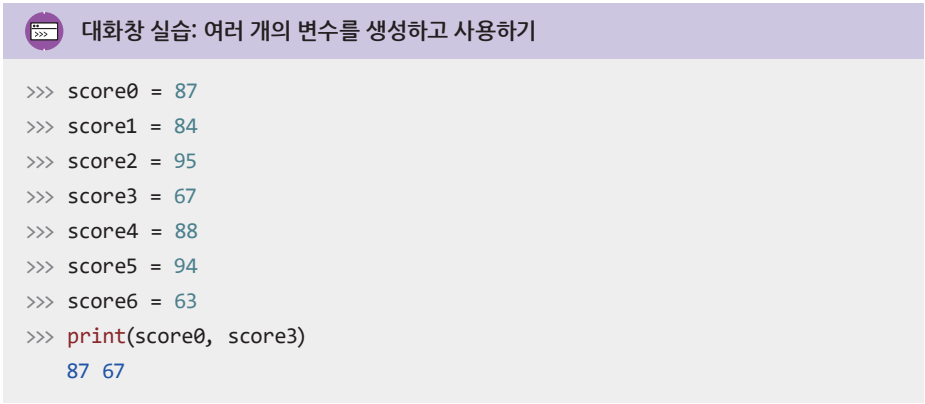 대화창 실습: 여러 개의 변수를 생성하고 사용하기
>>> score0 = 87
>>> score1 = 84
>>> score2 = 95
>>> score3 = 67
>>> score4 = 88
>>> score5 = 94
>>> score6 = 63
>>> print(score0, score3)
87 67